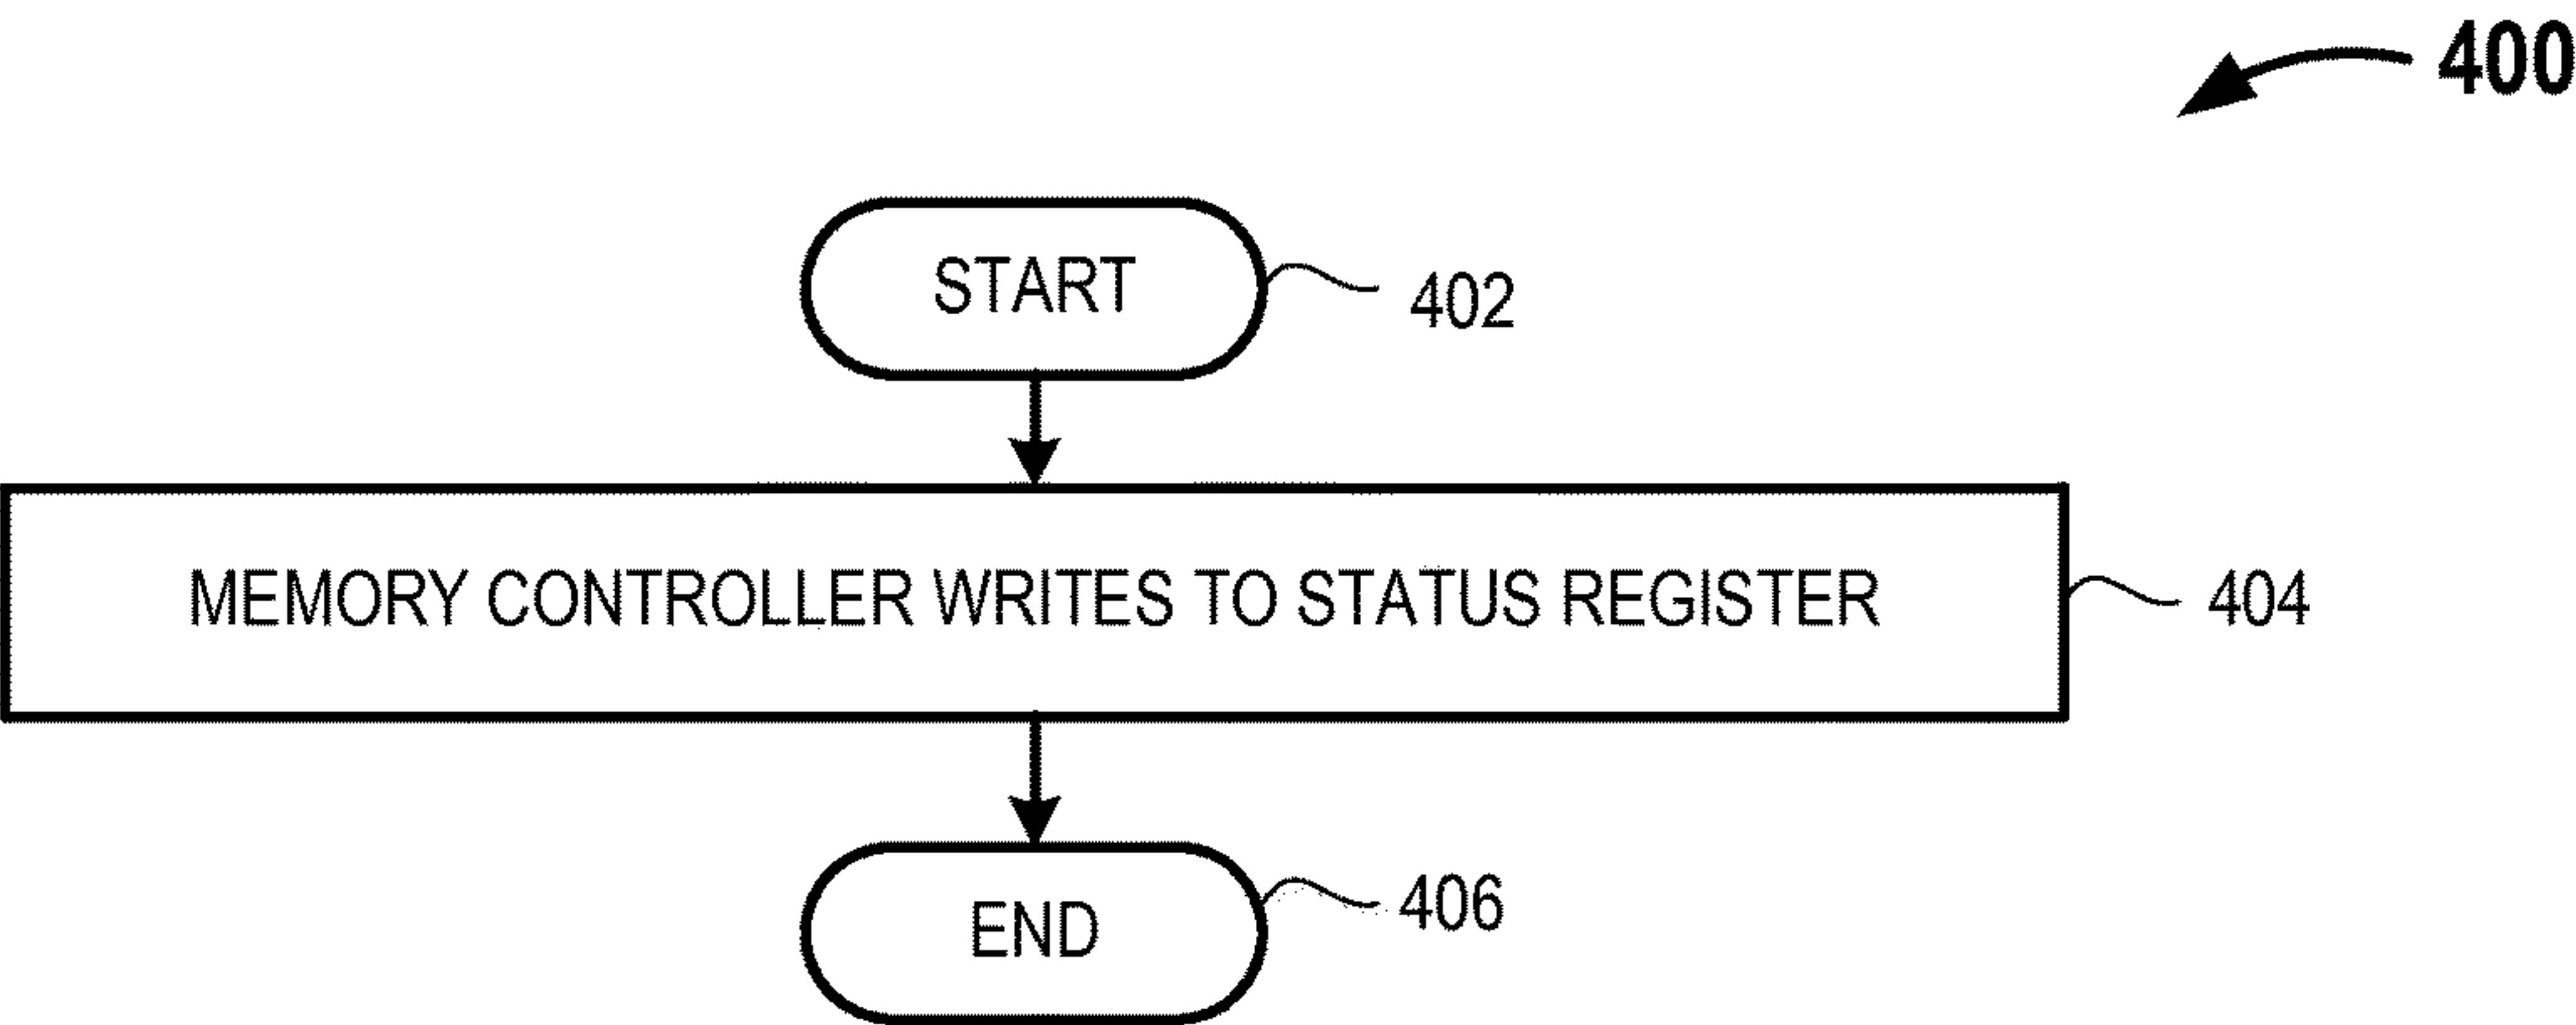 400
START
402
MEMORY CONTROLLER WRITES TO STATUS REGISTER
404
END
406